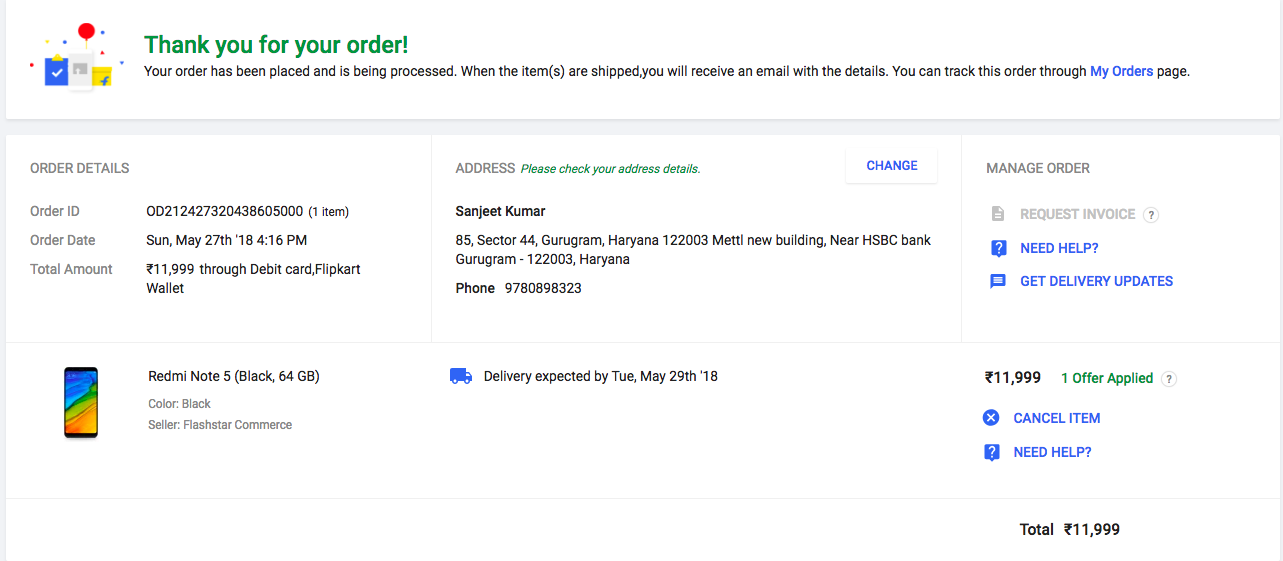 Thank you for your order!
Your order has been placed and is being processed. When the item(s) are shipped,you will receive an email with the details. You can track this order through My Orders page.
ORDER DETAILS
Order ID OD212427320438605000 (1 item)
Order Date Sun, May 27th '18 4:16 PM
Total Amount ₹11,999 through Debit card,Flipkart
Wallet
ADDRESS Please check your address details.
CHANGE
Sanjeet Kumar
85, Sector 44, Gurugram, Haryana 122003 Mettl new building, Near HSBC bank
Gurugram - 122003, Haryana
Phone 9780898323
MANAGE ORDER
REQUEST INVOICE ?
NEED HELP?
GET DELIVERY UPDATES
Redmi Note 5 (Black, 64 GB)
Color: Black
Seller: Flashstar Commerce
Delivery expected by Tue, May 29th '18
₹11,999 1 Offer Applied ?
CANCEL ITEM
NEED HELP?
Total ₹11,999